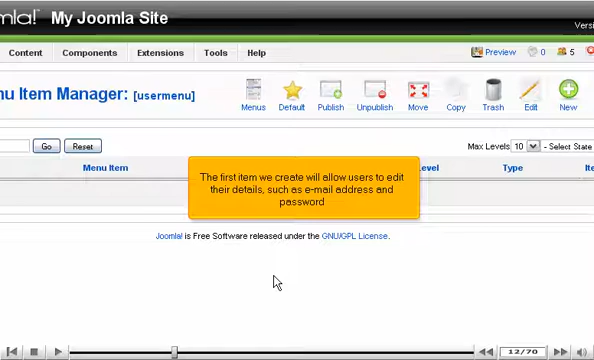 mla!® My Joomla Site
Versi
Content Components Extensions Tools Help Preview 0 5
nu Item Manager: [usermenu]
Menus Default Publish Unpublish Move Copy Trash Edit New
Go Reset Max Levels 10 - Select State
Menu Item evel Type Ite
The first item we create will allow users to edit
their details, such as e-mail address and
password
Joomla! is Free Software released under the GNU/GPL License.
12/70